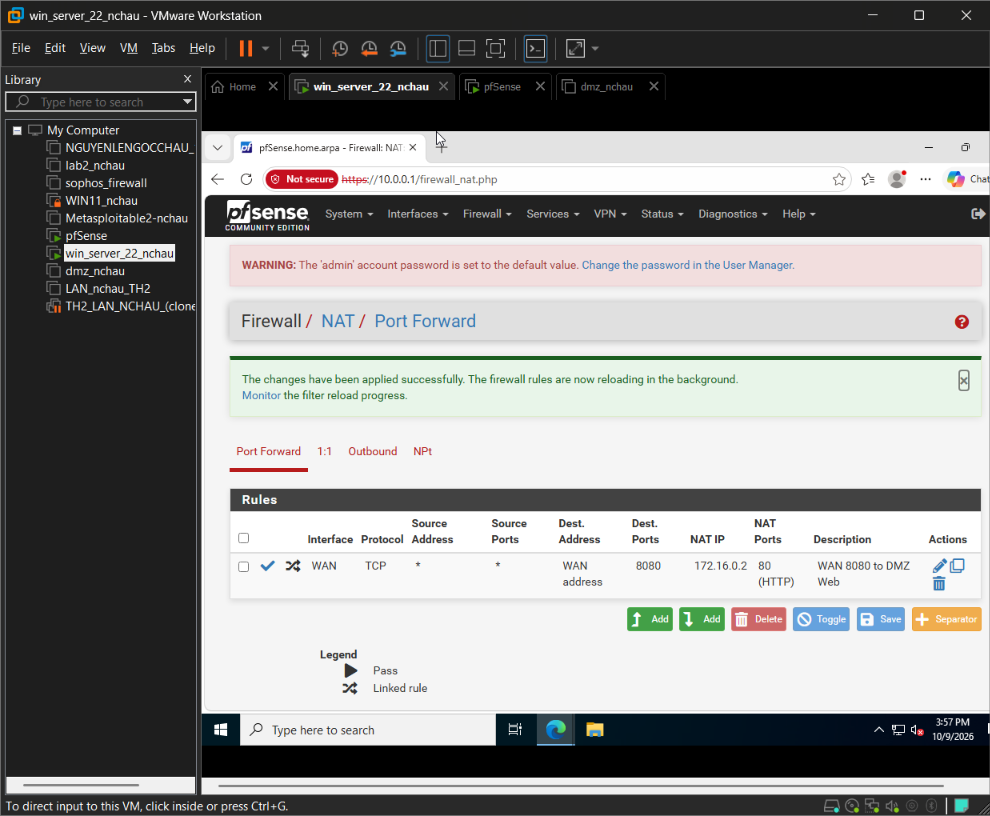 win_server_22_nchau - VMware Workstation
File Edit View VM Tabs Help
Library
Type here to search
My Computer
NGUYENLENGOCCHAU_
lab2_nchau
sophos_firewall
WIN11_nchau
Metasploitable2-nchau
pfSense
win_server_22_nchau
dmz_nchau
LAN_nchau_TH2
TH2_LAN_NCHAU_(clone
Home
win_server_22_nchau
pfSense
dmz_nchau
pfSense.home.arpa - Firewall: NAT:
Not secure
https://10.0.0.1/firewall_nat.php
Chat
pfsense
COMMUNITY EDITION
System Interfaces Firewall Services VPN Status Diagnostics Help
WARNING: The 'admin' account password is set to the default value. Change the password in the User Manager.
Firewall / NAT / Port Forward
The changes have been applied successfully. The firewall rules are now reloading in the background.
Monitor the filter reload progress.
Port Forward 1:1 Outbound NPt
Rules
Interface Protocol Source Address Source Ports Dest. Address Dest. Ports NAT IP NAT Ports Description Actions
WAN TCP * * WAN address 8080 172.16.0.2 80 (HTTP) WAN 8080 to DMZ Web
Add Add Delete Toggle Save Separator
Legend
Pass
Linked rule
Type here to search
3:57 PM
10/9/2026
To direct input to this VM, click inside or press Ctrl+G.